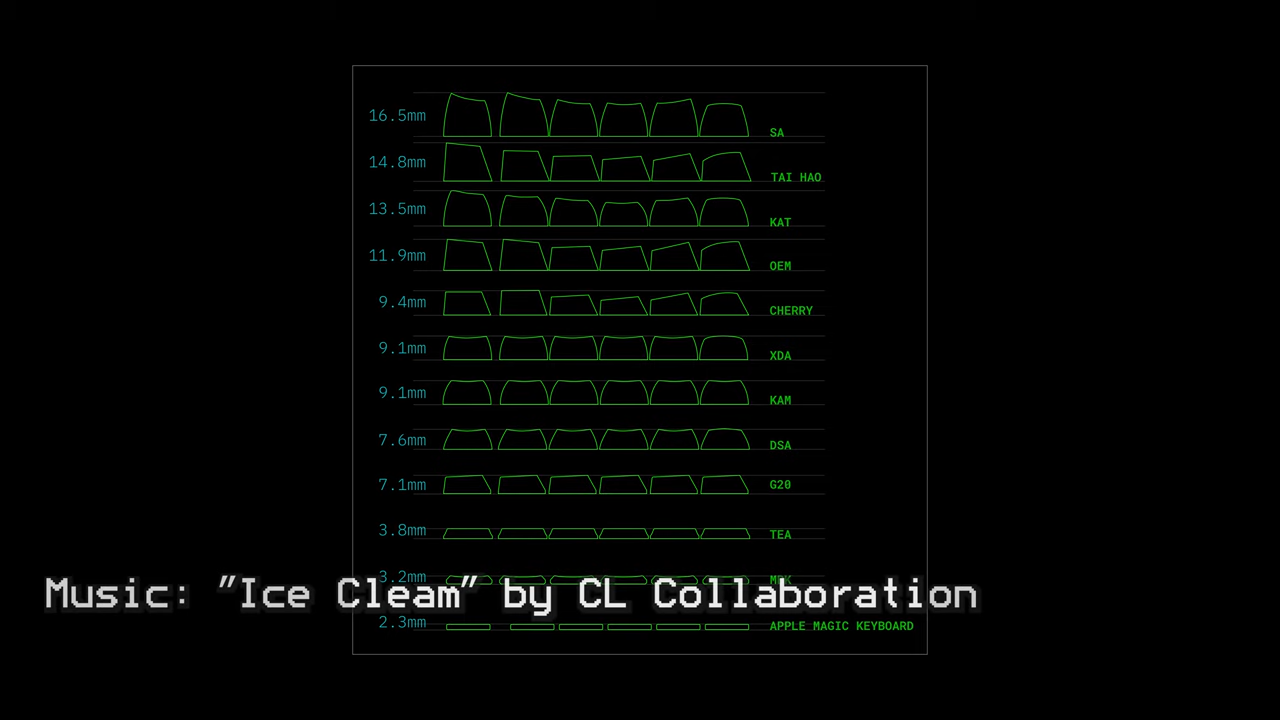 16.5mm SA
14.8mm TAI HAO
13.5mm KAT
11.9mm OEM
9.4mm CHERRY
9.1mm XDA
9.1mm KAM
7.6mm DSA
7.1mm G20
3.8mm TEA
3.2mm
Music: "Ice Cleam" by CL Collaboration
2.3mm APPLE MAGIC KEYBOARD